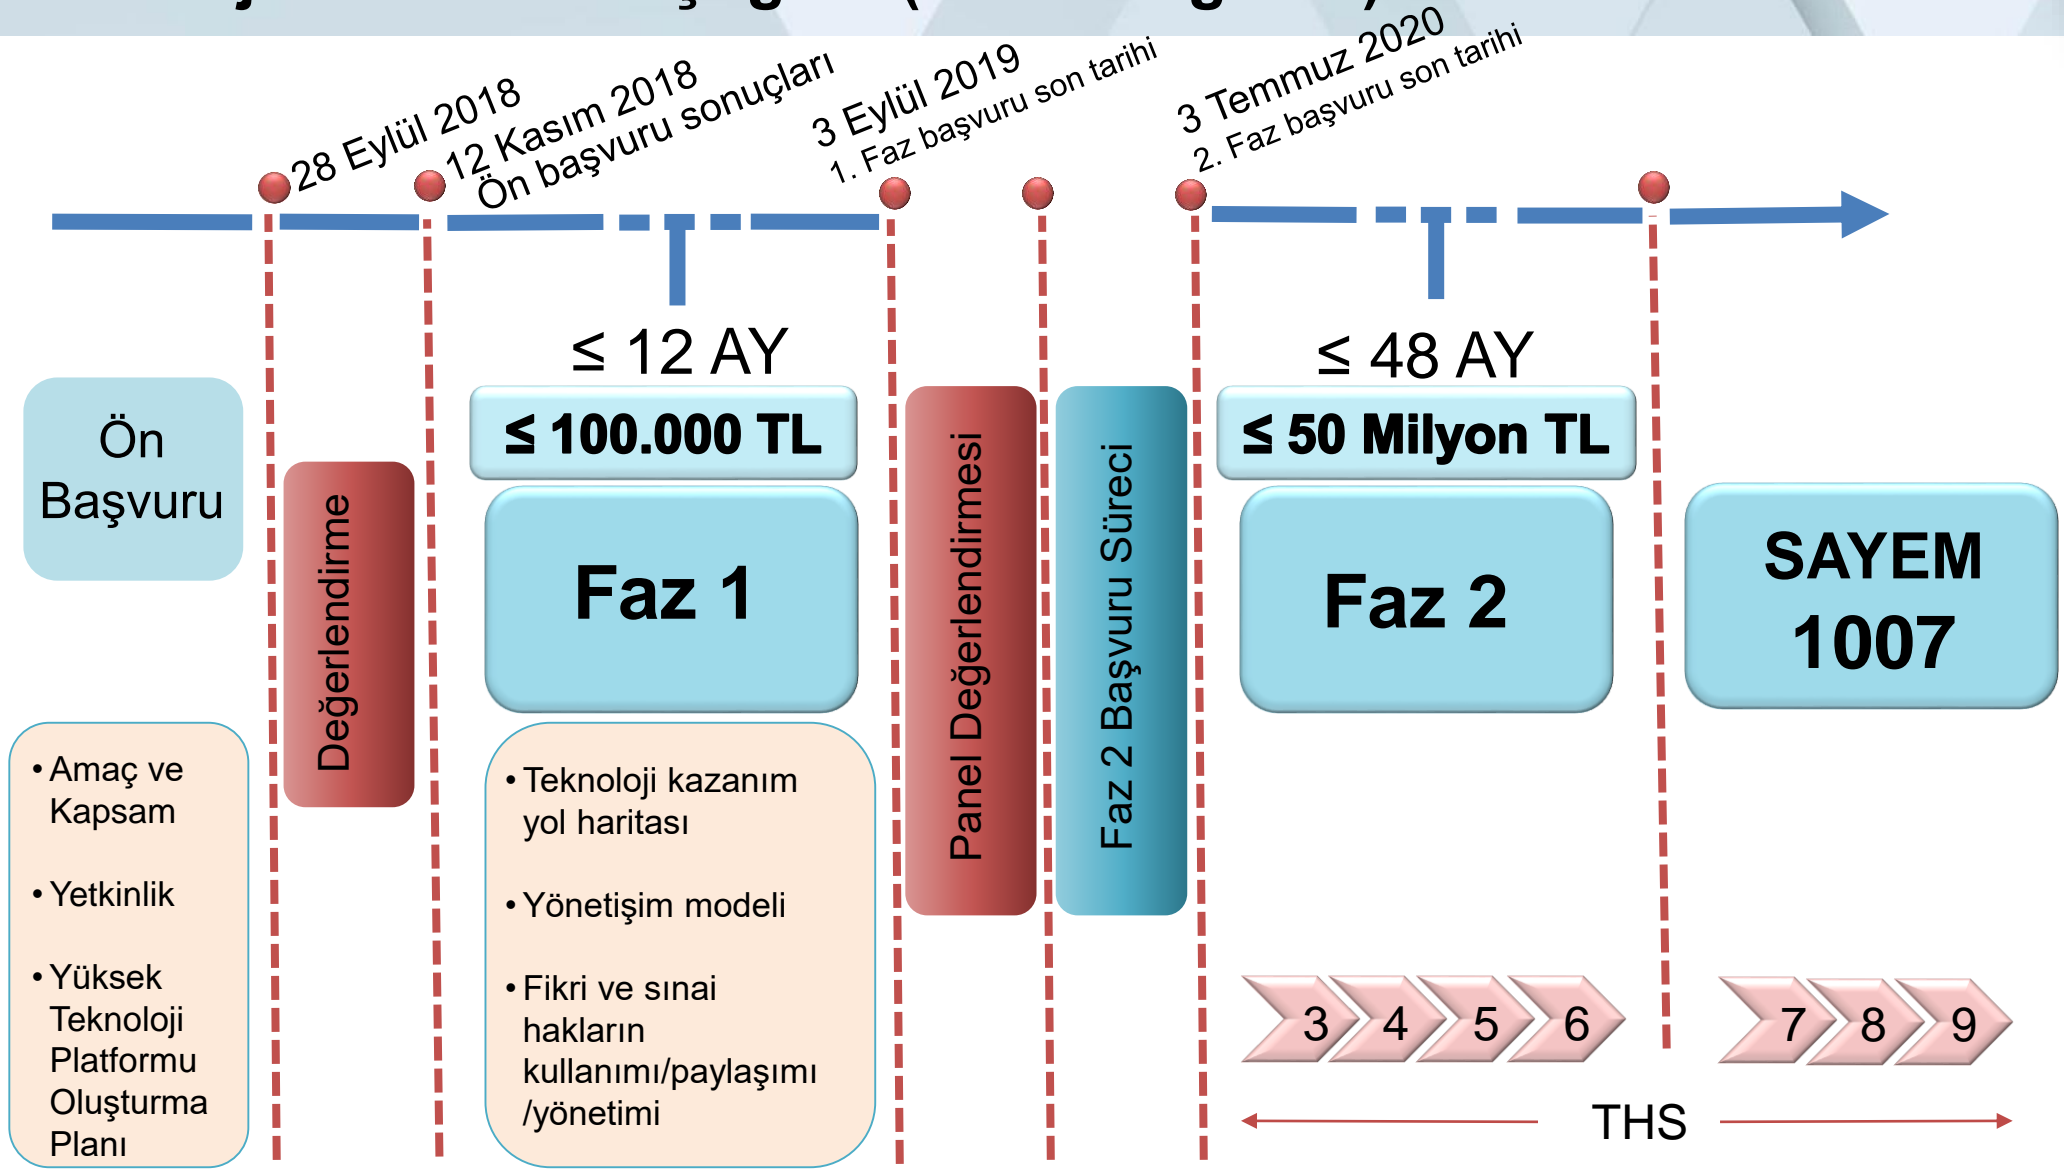 28 Eylül 2018
12 Kasım 2018
Ön başvuru sonuçları
3 Eylül 2019
1. Faz başvuru son tarihi
3 Temmuz 2020
2. Faz başvuru son tarihi
≤ 12 AY
≤ 48 AY
Ön
Başvuru
Değerlendirme
≤ 100.000 TL
Faz 1
Panel Değerlendirmesi
Faz 2 Başvuru Süreci
≤ 50 Milyon TL
Faz 2
SAYEM
1007
• Amaç ve
Kapsam
• Yetkinlik
• Yüksek
Teknoloji
Platformu
Oluşturma
Planı
• Teknoloji kazanım
yol haritası
• Yönetişim modeli
• Fikri ve sınai
hakların
kullanımı/paylaşımı
/yönetimi
3 4 5 6
7 8 9
THS